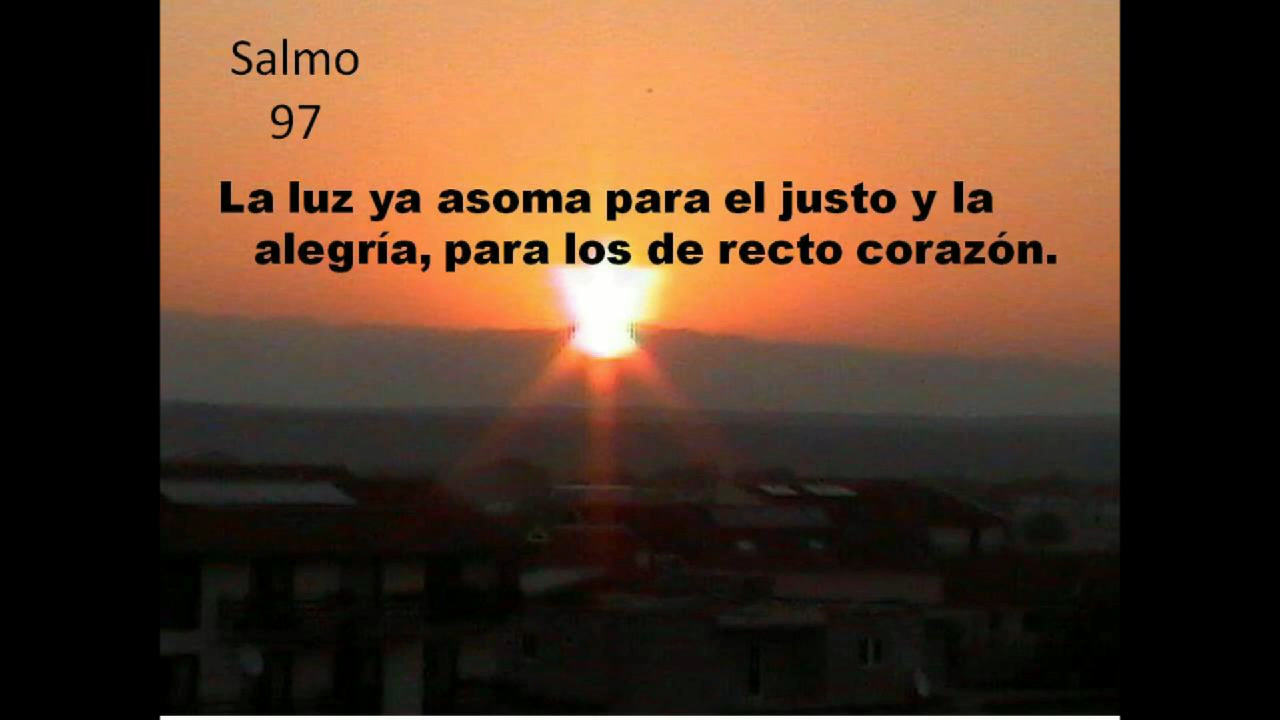 Salmo
97
La luz ya asoma para el justo y la
alegría, para los de recto corazón.